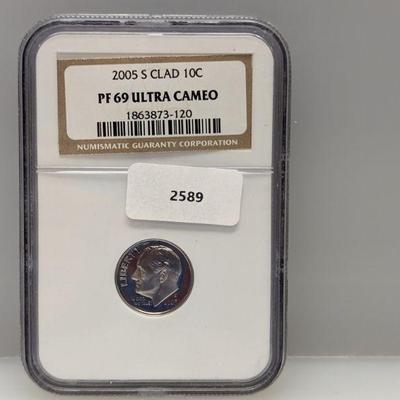 2005 S CLAD 10C
PF 69 ULTRA CAMEO
1863873-120
NUMISMATIC GUARANTY CORPORATION
2589
LIBERTY